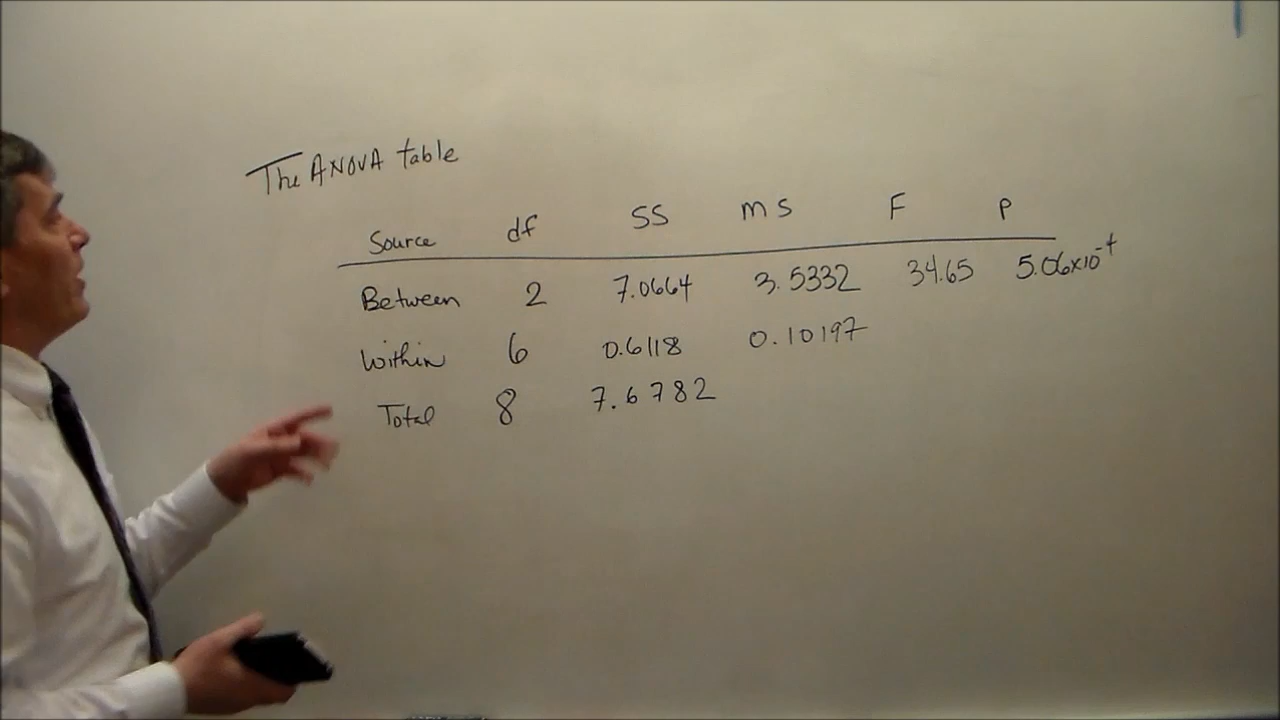 The ANOVA table
Source df SS MS F P
Between 2 7.0664 3.5332 34.65 5.06x10⁻⁴
Within 6 0.6118 0.10197
Total 8 7.6782